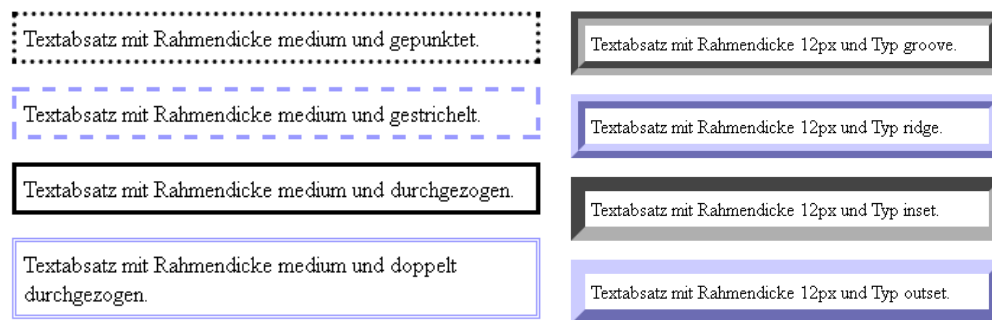 Textabsatz mit Rahmendicke medium und gepunktet.
Textabsatz mit Rahmendicke medium und gestrichelt.
Textabsatz mit Rahmendicke medium und durchgezogen.
Textabsatz mit Rahmendicke medium und doppelt
durchgezogen.
Textabsatz mit Rahmendicke 12px und Typ groove.
Textabsatz mit Rahmendicke 12px und Typ ridge.
Textabsatz mit Rahmendicke 12px und Typ inset.
Textabsatz mit Rahmendicke 12px und Typ outset.